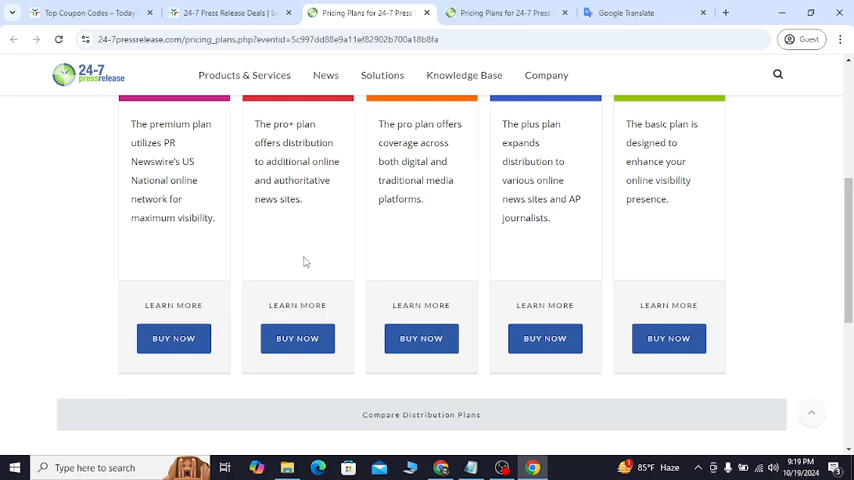 Top Coupon Codes – Today's
24-7 Press Release Deals | Se
Pricing Plans for 24-7 Press
Pricing Plans for 24-7 Press
Google Translate
24-7pressrelease.com/pricing_plans.php?eventid=5c997dd88e9a11ef82902b700a18b8fa
Guest
24-7
pressrelease
Products & Services
News
Solutions
Knowledge Base
Company
The premium plan
utilizes PR
Newswire's US
National online
network for
maximum visibility.
The pro+ plan
offers distribution
to additional online
and authoritative
news sites.
The pro plan offers
coverage across
both digital and
traditional media
platforms.
The plus plan
expands
distribution to
various online
news sites and AP
journalists.
The basic plan is
designed to
enhance your
online visibility
presence.
LEARN MORE
LEARN MORE
LEARN MORE
LEARN MORE
LEARN MORE
BUY NOW
BUY NOW
BUY NOW
BUY NOW
BUY NOW
Compare Distribution Plans
Type here to search
85°F Haze
9:19 PM
10/19/2024
3